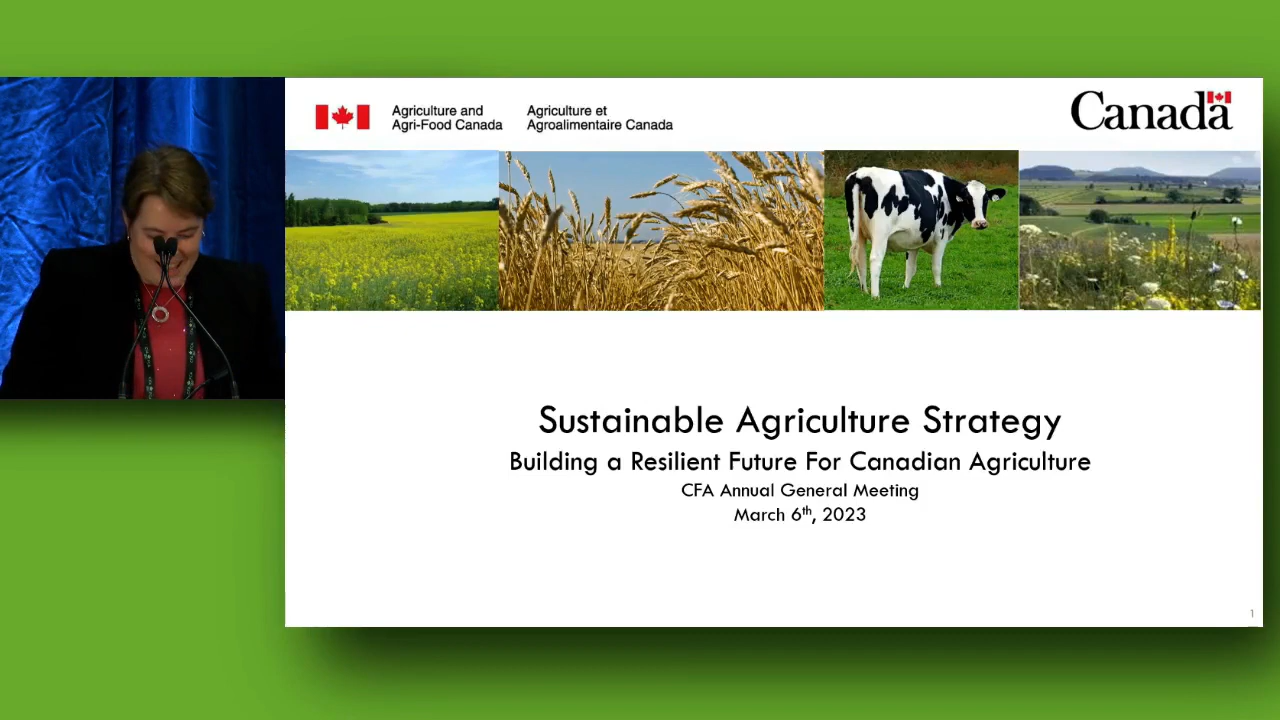 Agriculture and
Agri-Food Canada
Agriculture et
Agroalimentaire Canada
Canada
Sustainable Agriculture Strategy
Building a Resilient Future For Canadian Agriculture
CFA Annual General Meeting
March 6th, 2023
1